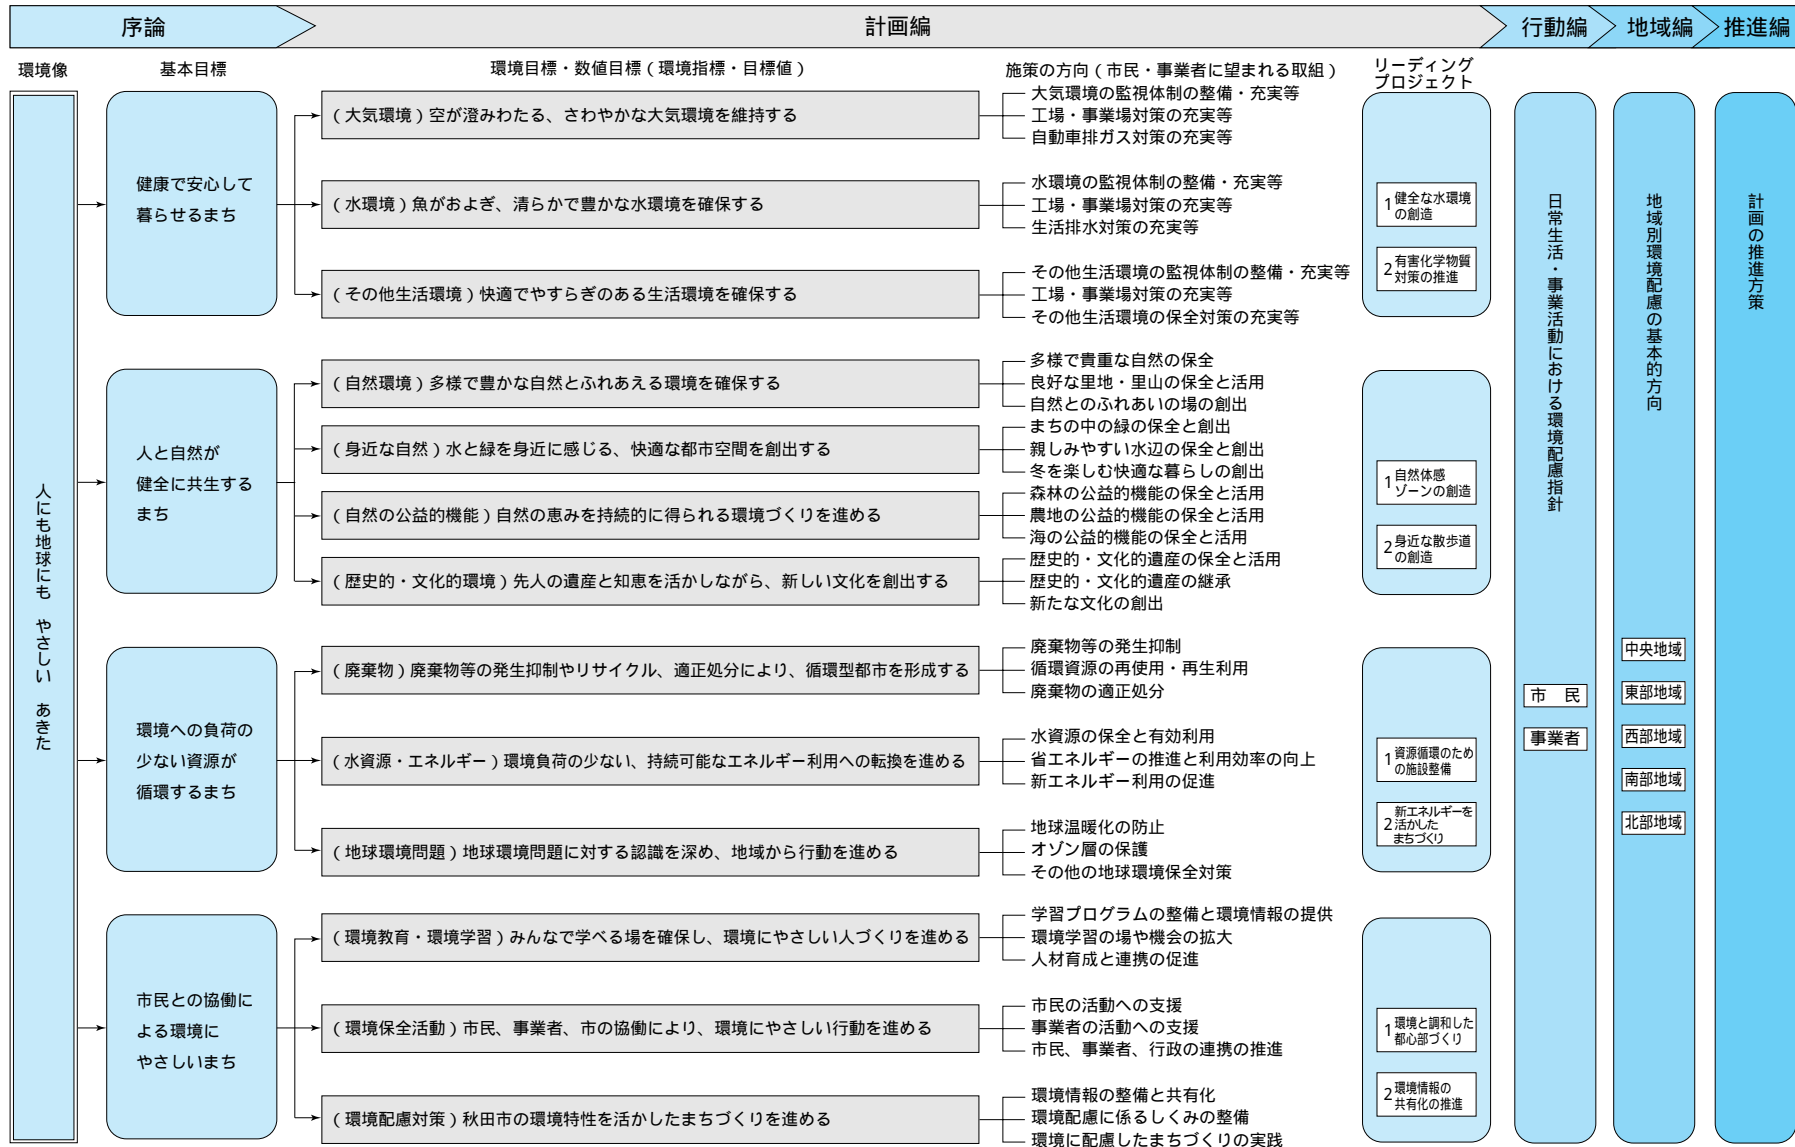 序論
計画編
行動編
地域編
推進編
環境像
基本目標
環境目標・数値目標（環境指標・目標値）
施策の方向（市民・事業者に望まれる取組）
リーディング
プロジェクト
人にも地球にも　やさしい　あきた
健康で安心して
暮らせるまち
（大気環境）空が澄みわたる、さわやかな大気環境を維持する
大気環境の監視体制の整備・充実等
工場・事業場対策の充実等
自動車排ガス対策の充実等
（水環境）魚がおよぎ、清らかで豊かな水環境を確保する
水環境の監視体制の整備・充実等
工場・事業場対策の充実等
生活排水対策の充実等
（その他生活環境）快適でやすらぎのある生活環境を確保する
その他生活環境の監視体制の整備・充実等
工場・事業場対策の充実等
その他生活環境の保全対策の充実等
1 健全な水環境
の創造
2 有害化学物質
対策の推進
人と自然が
健全に共生する
まち
（自然環境）多様で豊かな自然とふれあえる環境を確保する
多様で貴重な自然の保全
良好な里地・里山の保全と活用
自然とのふれあいの場の創出
（身近な自然）水と緑を身近に感じる、快適な都市空間を創出する
まちの中の緑の保全と創出
親しみやすい水辺の保全と創出
冬を楽しむ快適な暮らしの創出
（自然の公益的機能）自然の恵みを持続的に得られる環境づくりを進める
森林の公益的機能の保全と活用
農地の公益的機能の保全と活用
海の公益的機能の保全と活用
（歴史的・文化的環境）先人の遺産と知恵を活かしながら、新しい文化を創出する
歴史的・文化的遺産の保全と活用
歴史的・文化的遺産の継承
新たな文化の創出
1 自然体感
ゾーンの創造
2 身近な散歩道
の創造
環境への負荷の
少ない資源が
循環するまち
（廃棄物）廃棄物等の発生抑制やリサイクル、適正処分により、循環型都市を形成する
廃棄物等の発生抑制
循環資源の再使用・再生利用
廃棄物の適正処分
（水資源・エネルギー）環境負荷の少ない、持続可能なエネルギー利用への転換を進める
水資源の保全と有効利用
省エネルギーの推進と利用効率の向上
新エネルギー利用の促進
（地球環境問題）地球環境問題に対する認識を深め、地域から行動を進める
地球温暖化の防止
オゾン層の保護
その他の地球環境保全対策
1 資源循環のため
の施設整備
2 新エネルギーを
活かした
まちづくり
市民との協働に
よる環境に
やさしいまち
（環境教育・環境学習）みんなで学べる場を確保し、環境にやさしい人づくりを進める
学習プログラムの整備と環境情報の提供
環境学習の場や機会の拡大
人材育成と連携の促進
（環境保全活動）市民、事業者、市の協働により、環境にやさしい行動を進める
市民の活動への支援
事業者の活動への支援
市民、事業者、行政の連携の推進
（環境配慮対策）秋田市の環境特性を活かしたまちづくりを進める
環境情報の整備と共有化
環境配慮に係るしくみの整備
環境に配慮したまちづくりの実践
1 環境と調和した
都心部づくり
2 環境情報の
共有化の推進
日常生活・事業活動における環境配慮指針
市　民
事業者
地域別環境配慮の基本的方向
中央地域
東部地域
西部地域
南部地域
北部地域
計画の推進方策